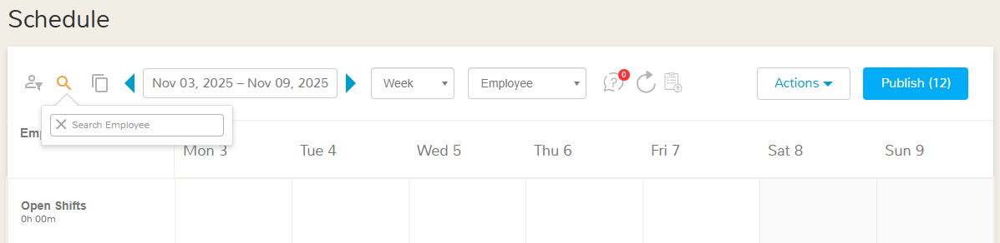 Schedule
Nov 03, 2025 – Nov 09, 2025
Week
Employee
?
0
Actions
Publish (12)
Search Employee
Emp
Mon 3
Tue 4
Wed 5
Thu 6
Fri 7
Sat 8
Sun 9
Open Shifts
0h 00m